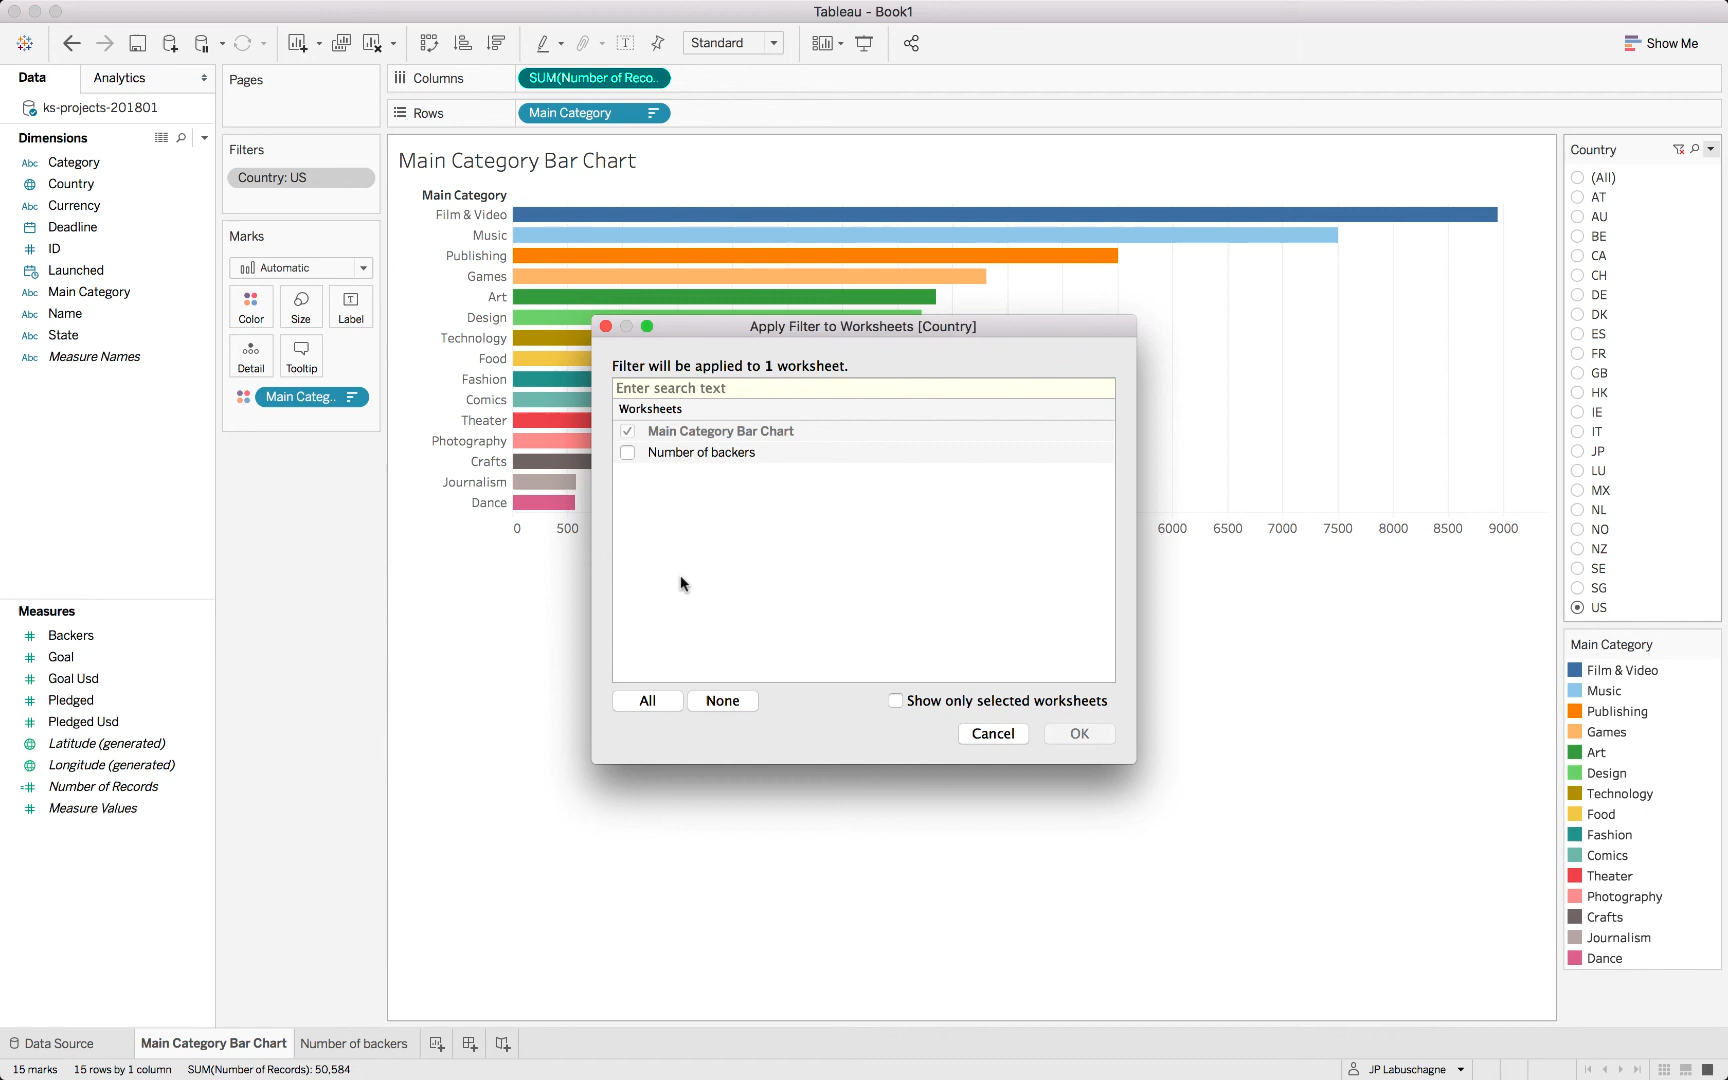 Tableau - Book1
Standard
Show Me
Data
Analytics
ks-projects-201801
Dimensions
Abc Category
Country
Abc Currency
Deadline
ID
Launched
Abc Main Category
Abc Name
Abc State
Abc Measure Names
Measures
Backers
Goal
Goal Usd
Pledged
Pledged Usd
Latitude (generated)
Longitude (generated)
Number of Records
Measure Values
Pages
Filters
Country: US
Marks
Automatic
Color
Size
Label
Detail
Tooltip
Main Categ..
Columns
SUM(Number of Reco..
Rows
Main Category
Main Category Bar Chart
Main Category
Film & Video
Music
Publishing
Games
Art
Design
Technology
Food
Fashion
Comics
Theater
Photography
Crafts
Journalism
Dance
0 500 6000 6500 7000 7500 8000 8500 9000
Apply Filter to Worksheets [Country]
Filter will be applied to 1 worksheet.
Enter search text
Worksheets
Main Category Bar Chart
Number of backers
All
None
Show only selected worksheets
Cancel
OK
Country
(All)
AT
AU
BE
CA
CH
DE
DK
ES
FR
GB
HK
IE
IT
JP
LU
MX
NL
NO
NZ
SE
SG
US
Main Category
Film & Video
Music
Publishing
Games
Art
Design
Technology
Food
Fashion
Comics
Theater
Photography
Crafts
Journalism
Dance
Data Source
Main Category Bar Chart
Number of backers
15 marks
15 rows by 1 column
SUM(Number of Records): 50,584
JP Labuschagne